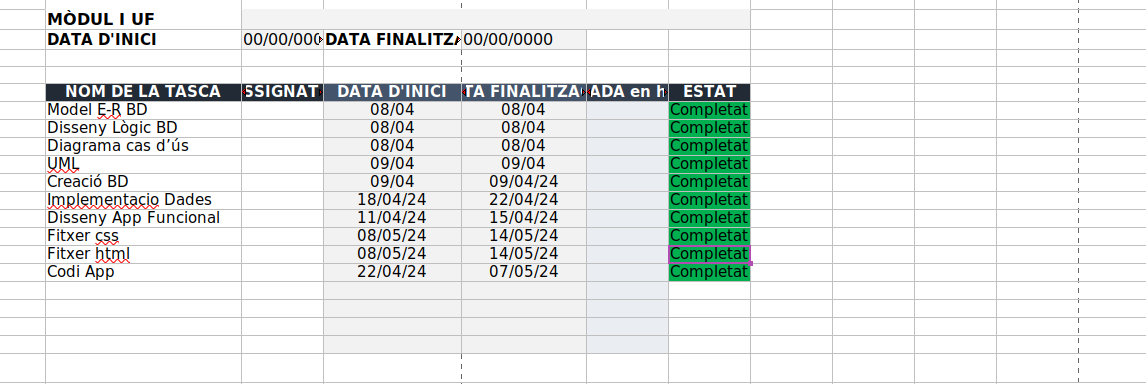 MÒDUL I UF
DATA D'INICI 00/00/000 DATA FINALITZA 00/00/0000
NOM DE LA TASCA SSIGNAT DATA D'INICI TA FINALITZA ADA en h ESTAT
Model E-R BD 08/04 08/04 Completat
Disseny Lògic BD 08/04 08/04 Completat
Diagrama cas d’ús 08/04 08/04 Completat
UML 09/04 09/04 Completat
Creació BD 09/04 09/04/24 Completat
Implementacio Dades 18/04/24 22/04/24 Completat
Disseny App Funcional 11/04/24 15/04/24 Completat
Fitxer css 08/05/24 14/05/24 Completat
Fitxer html 08/05/24 14/05/24 Completat
Codi App 22/04/24 07/05/24 Completat